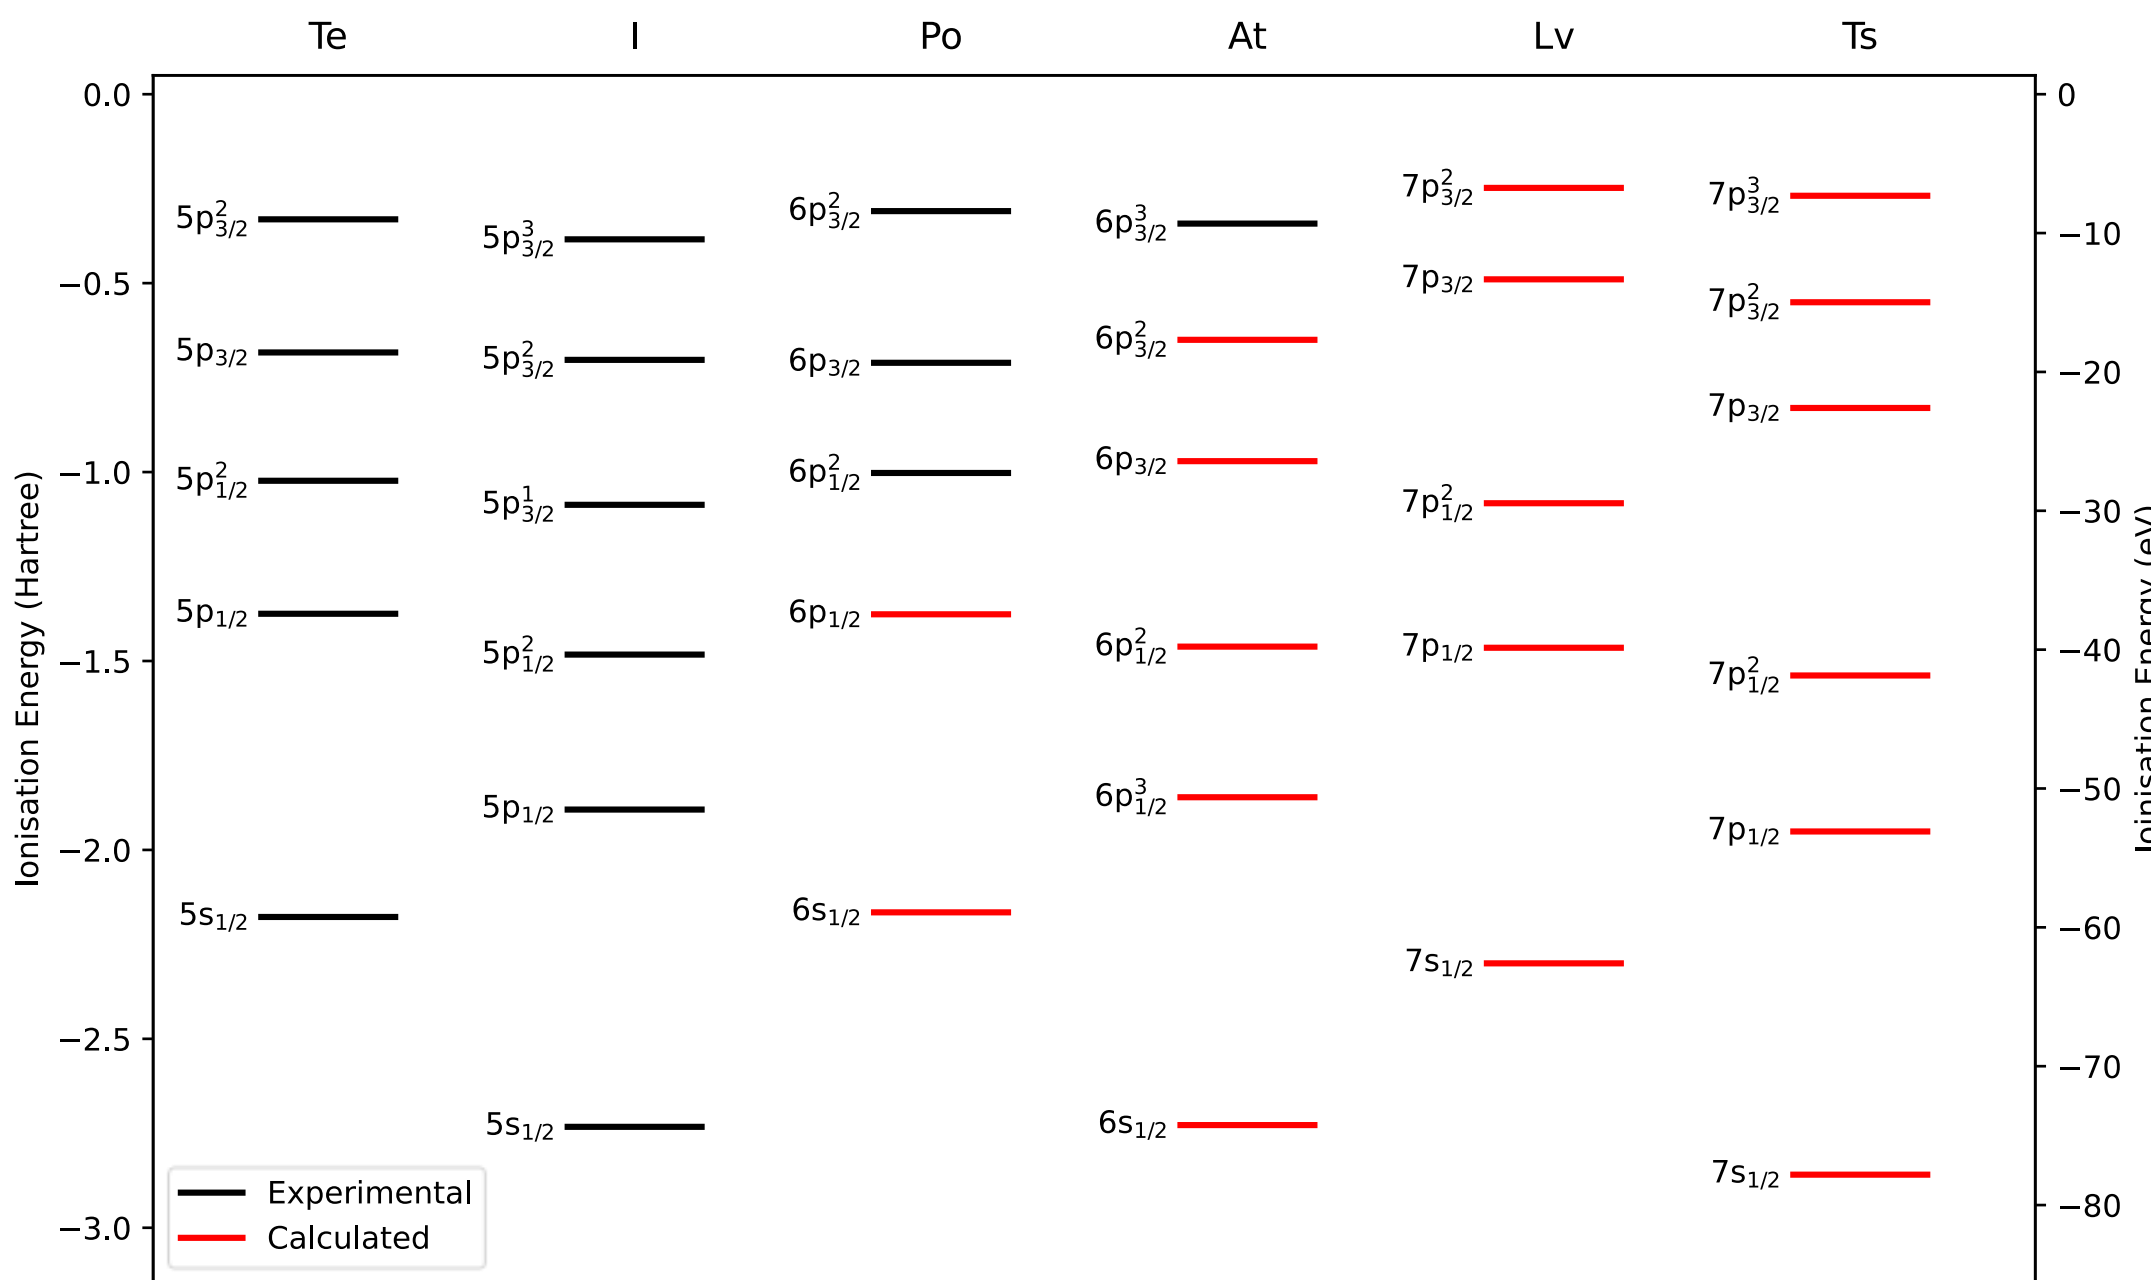 Te I Po At Lv Ts
Ionisation Energy (Hartree)
0.0
−0.5
−1.0
−1.5
−2.0
−2.5
−3.0
5p²₃/₂
5p₃/₂
5p²₁/₂
5p₁/₂
5s₁/₂
5p³₃/₂
5p²₃/₂
5p¹₃/₂
5p²₁/₂
5p₁/₂
5s₁/₂
6p²₃/₂
6p₃/₂
6p²₁/₂
6p₁/₂
6s₁/₂
6p³₃/₂
6p²₃/₂
6p₃/₂
6p²₁/₂
6p³₁/₂
6s₁/₂
7p²₃/₂
7p₃/₂
7p²₁/₂
7p₁/₂
7s₁/₂
7p³₃/₂
7p²₃/₂
7p₃/₂
7p²₁/₂
7p₁/₂
7s₁/₂
0
−10
−20
−30
−40
−50
−60
−70
−80
Ioinisation Energy (eV)
Experimental
Calculated